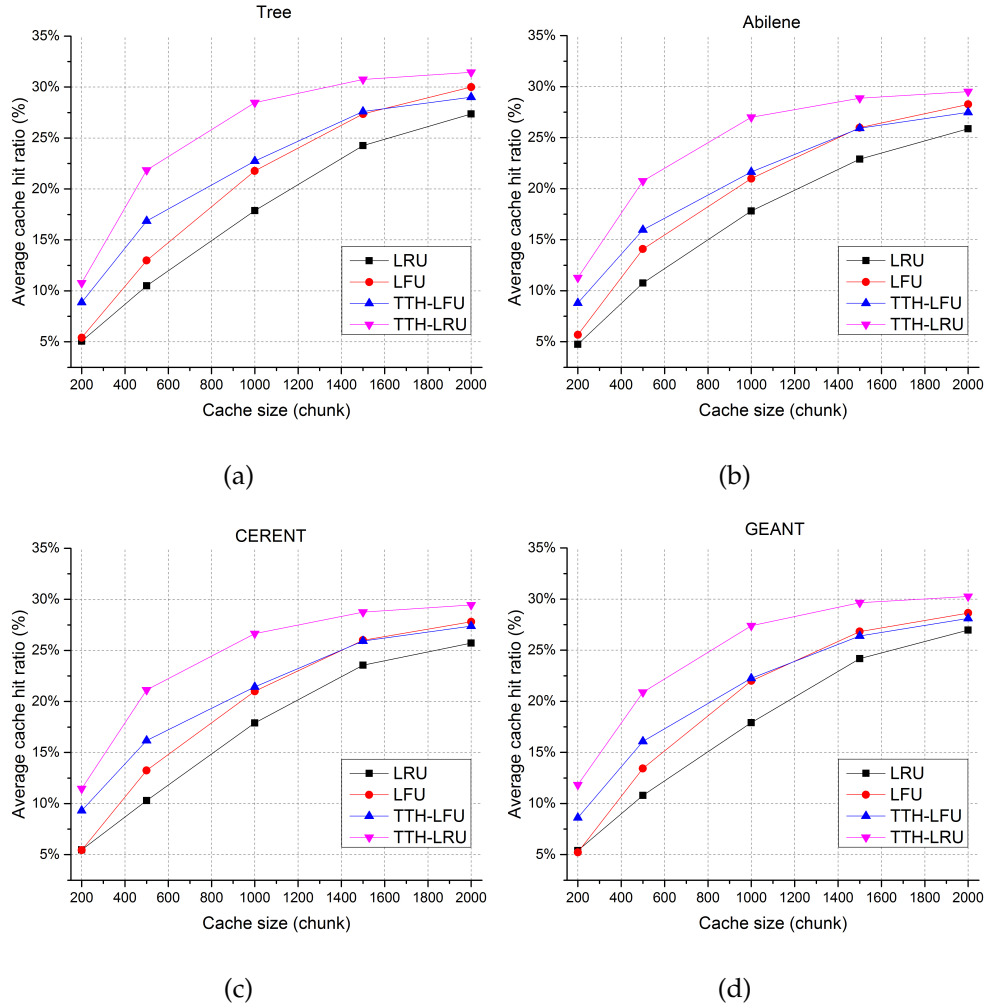 Tree
35%
30%
25%
20%
15%
10%
5%
Average cache hit ratio (%)
LRU
LFU
TTH-LFU
TTH-LRU
200 400 600 800 1000 1200 1400 1600 1800 2000
Cache size (chunk)
(a)
Abilene
35%
30%
25%
20%
15%
10%
5%
Average cache hit ratio (%)
LRU
LFU
TTH-LFU
TTH-LRU
200 400 600 800 1000 1200 1400 1600 1800 2000
Cache size (chunk)
(b)
CERENT
35%
30%
25%
20%
15%
10%
5%
Average cache hit ratio (%)
LRU
LFU
TTH-LFU
TTH-LRU
200 400 600 800 1000 1200 1400 1600 1800 2000
Cache size (chunk)
(c)
GEANT
35%
30%
25%
20%
15%
10%
5%
Average cache hit ratio (%)
LRU
LFU
TTH-LFU
TTH-LRU
200 400 600 800 1000 1200 1400 1600 1800 2000
Cache size (chunk)
(d)